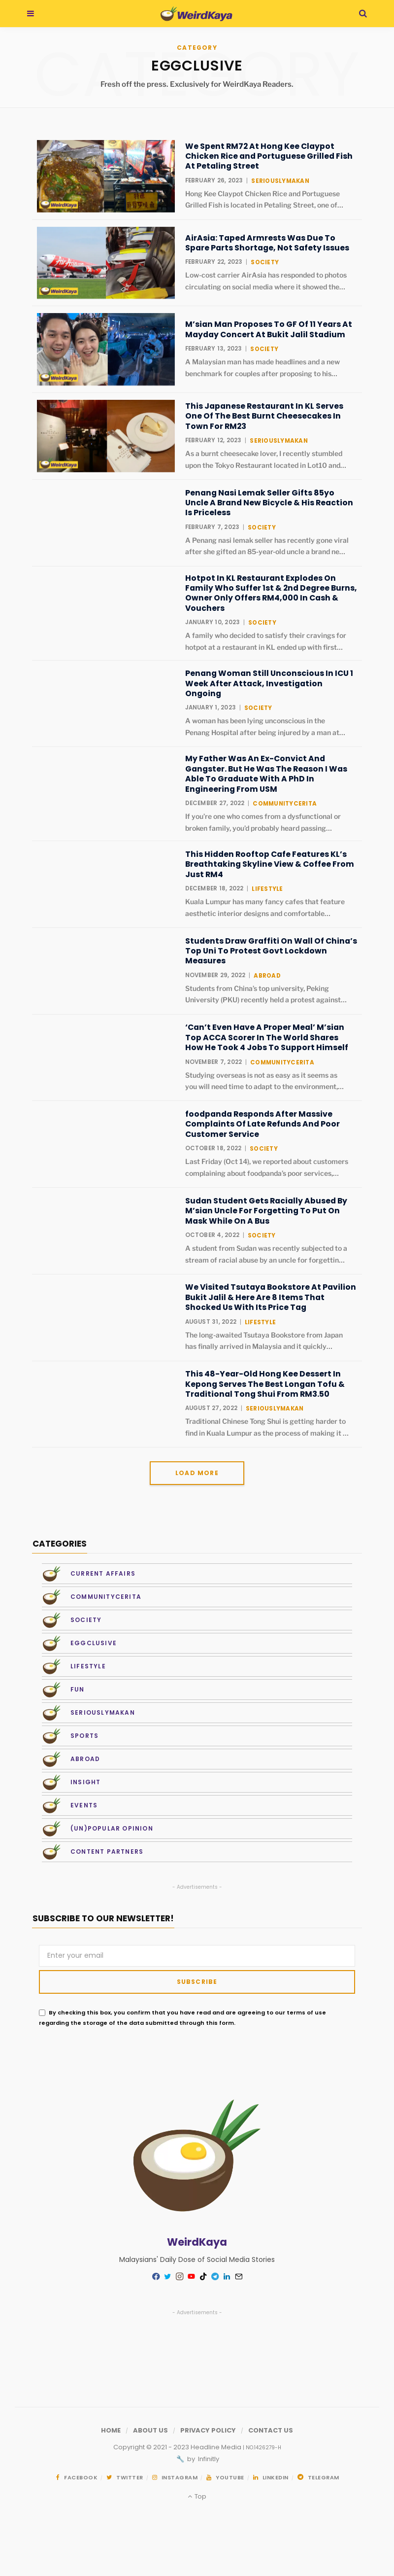 WeirdKaya
CATEGORY
EGGCLUSIVE
Fresh off the press. Exclusively for WeirdKaya Readers.
We Spent RM72 At Hong Kee Claypot
Chicken Rice and Portuguese Grilled Fish
At Petaling Street
FEBRUARY 26, 2023 | SERIOUSLYMAKAN
Hong Kee Claypot Chicken Rice and Portuguese
Grilled Fish is located in Petaling Street, one of…
WeirdKaya
AirAsia: Taped Armrests Was Due To
Spare Parts Shortage, Not Safety Issues
FEBRUARY 22, 2023 | SOCIETY
Low-cost carrier AirAsia has responded to photos
circulating on social media where it showed the…
WeirdKaya
M’sian Man Proposes To GF Of 11 Years At
Mayday Concert At Bukit Jalil Stadium
FEBRUARY 13, 2023 | SOCIETY
A Malaysian man has made headlines and a new
benchmark for couples after proposing to his…
WeirdKaya
This Japanese Restaurant In KL Serves
One Of The Best Burnt Cheesecakes In
Town For RM23
FEBRUARY 12, 2023 | SERIOUSLYMAKAN
As a burnt cheesecake lover, I recently stumbled
upon the Tokyo Restaurant located in Lot10 and…
WeirdKaya
Penang Nasi Lemak Seller Gifts 85yo
Uncle A Brand New Bicycle & His Reaction
Is Priceless
FEBRUARY 7, 2023 | SOCIETY
A Penang nasi lemak seller has recently gone viral
after she gifted an 85-year-old uncle a brand ne…
Hotpot In KL Restaurant Explodes On
Family Who Suffer 1st & 2nd Degree Burns,
Owner Only Offers RM4,000 In Cash &
Vouchers
JANUARY 10, 2023 | SOCIETY
A family who decided to satisfy their cravings for
hotpot at a restaurant in KL ended up with first…
Penang Woman Still Unconscious In ICU 1
Week After Attack, Investigation
Ongoing
JANUARY 1, 2023 | SOCIETY
A woman has been lying unconscious in the
Penang Hospital after being injured by a man at…
My Father Was An Ex-Convict And
Gangster. But He Was The Reason I Was
Able To Graduate With A PhD In
Engineering From USM
DECEMBER 27, 2022 | COMMUNITYCERITA
If you’re one who comes from a dysfunctional or
broken family, you’d probably heard passing…
This Hidden Rooftop Cafe Features KL’s
Breathtaking Skyline View & Coffee From
Just RM4
DECEMBER 18, 2022 | LIFESTYLE
Kuala Lumpur has many fancy cafes that feature
aesthetic interior designs and comfortable…
Students Draw Graffiti On Wall Of China’s
Top Uni To Protest Govt Lockdown
Measures
NOVEMBER 29, 2022 | ABROAD
Students from China’s top university, Peking
University (PKU) recently held a protest against…
‘Can’t Even Have A Proper Meal’ M’sian
Top ACCA Scorer In The World Shares
How He Took 4 Jobs To Support Himself
NOVEMBER 7, 2022 | COMMUNITYCERITA
Studying overseas is not as easy as it seems as
you will need time to adapt to the environment,…
foodpanda Responds After Massive
Complaints Of Late Refunds And Poor
Customer Service
OCTOBER 18, 2022 | SOCIETY
Last Friday (Oct 14), we reported about customers
complaining about foodpanda’s poor services,…
Sudan Student Gets Racially Abused By
M’sian Uncle For Forgetting To Put On
Mask While On A Bus
OCTOBER 4, 2022 | SOCIETY
A student from Sudan was recently subjected to a
stream of racial abuse by an uncle for forgettin…
We Visited Tsutaya Bookstore At Pavilion
Bukit Jalil & Here Are 8 Items That
Shocked Us With Its Price Tag
AUGUST 31, 2022 | LIFESTYLE
The long-awaited Tsutaya Bookstore from Japan
has finally arrived in Malaysia and it quickly…
This 48-Year-Old Hong Kee Dessert In
Kepong Serves The Best Longan Tofu &
Traditional Tong Shui From RM3.50
AUGUST 27, 2022 | SERIOUSLYMAKAN
Traditional Chinese Tong Shui is getting harder to
find in Kuala Lumpur as the process of making it …
LOAD MORE
CATEGORIES
CURRENT AFFAIRS
COMMUNITYCERITA
SOCIETY
EGGCLUSIVE
LIFESTYLE
FUN
SERIOUSLYMAKAN
SPORTS
ABROAD
INSIGHT
EVENTS
(UN)POPULAR OPINION
CONTENT PARTNERS
- Advertisements -
SUBSCRIBE TO OUR NEWSLETTER!
Enter your email
SUBSCRIBE
By checking this box, you confirm that you have read and are agreeing to our terms of use
regarding the storage of the data submitted through this form.
WeirdKaya
Malaysians' Daily Dose of Social Media Stories
- Advertisements -
HOME / ABOUT US / PRIVACY POLICY / CONTACT US
Copyright © 2021 - 2023 Headline Media | NO.1426279-H
🔧 by Infinitly
FACEBOOK / TWITTER / INSTAGRAM / YOUTUBE / LINKEDIN / TELEGRAM
Top